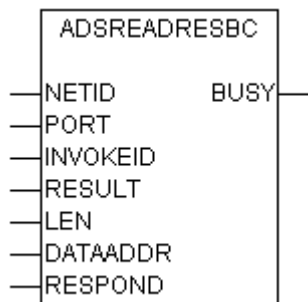 ADSREADRESBC
NETID BUSY
PORT
INVOKEID
RESULT
LEN
DATAADDR
RESPOND